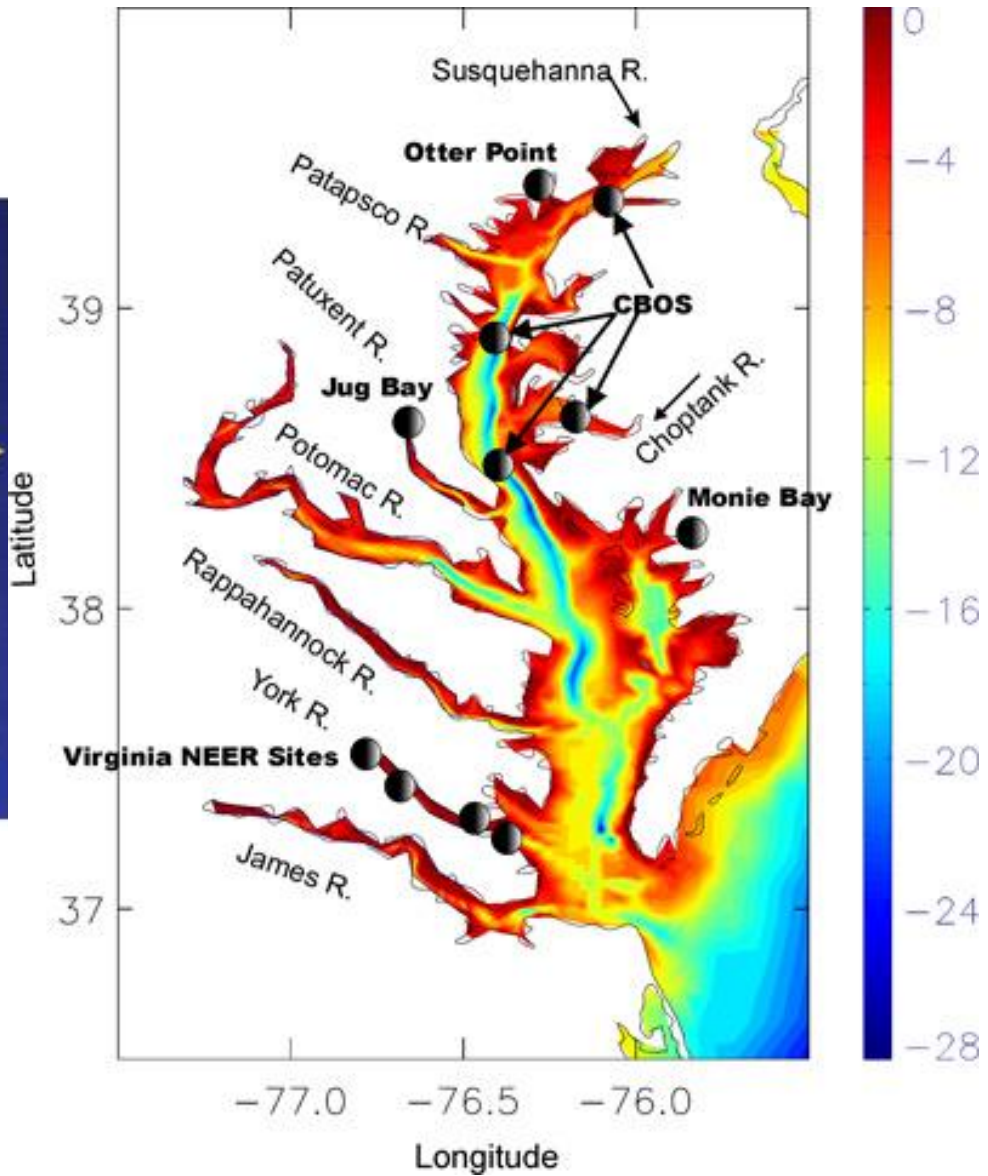 Susquehanna R.
Otter Point
Patapsco R.
Patuxent R.
CBOS
Jug Bay
Choptank R.
Potomac R.
Monie Bay
Rappahannock R.
York R.
Virginia NEER Sites
James R.
Latitude
39
38
37
-77.0
-76.5
-76.0
Longitude
0
-4
-8
-12
-16
-20
-24
-28